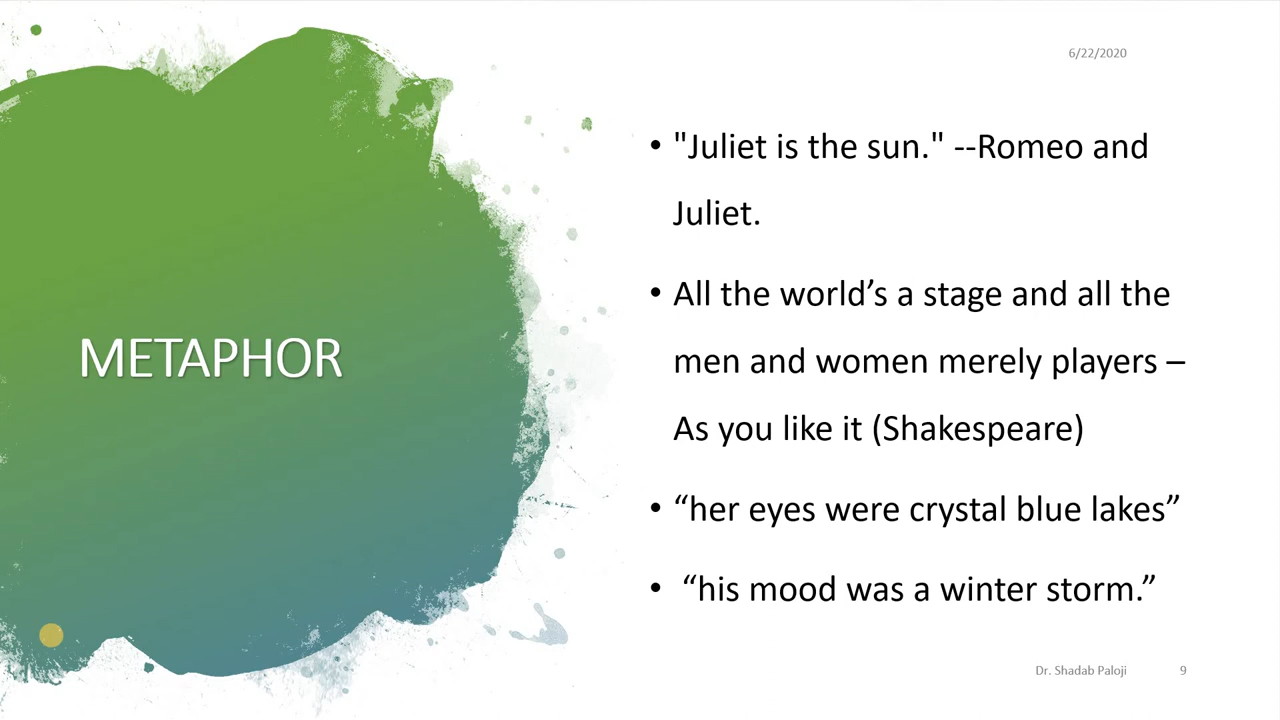 6/22/2020
METAPHOR
• "Juliet is the sun." --Romeo and
Juliet.
• All the world’s a stage and all the
men and women merely players –
As you like it (Shakespeare)
• “her eyes were crystal blue lakes”
• “his mood was a winter storm.”
Dr. Shadab Paloji 9